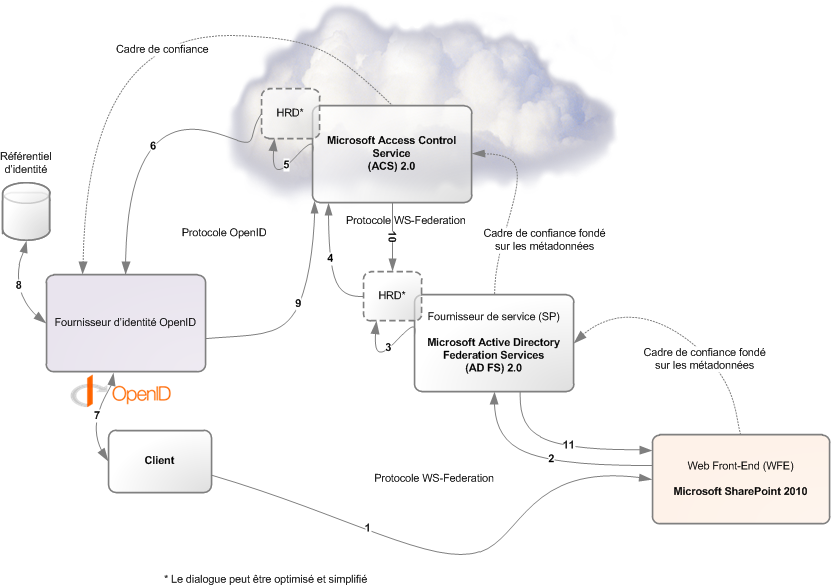 Cadre de confiance
HRD*
Microsoft Access Control
Service
(ACS) 2.0
6
5
Référentiel
d'identité
Protocole OpenID
Protocole WS-Federation
10
Cadre de confiance fondé
sur les métadonnées
4
8
HRD*
9
Fournisseur d'identité OpenID
Fournisseur de service (SP)
Microsoft Active Directory
Federation Services
(AD FS) 2.0
3
Cadre de confiance fondé
sur les métadonnées
OpenID
7
Client
11
2
Web Front-End (WFE)
Microsoft SharePoint 2010
Protocole WS-Federation
1
* Le dialogue peut être optimisé et simplifié